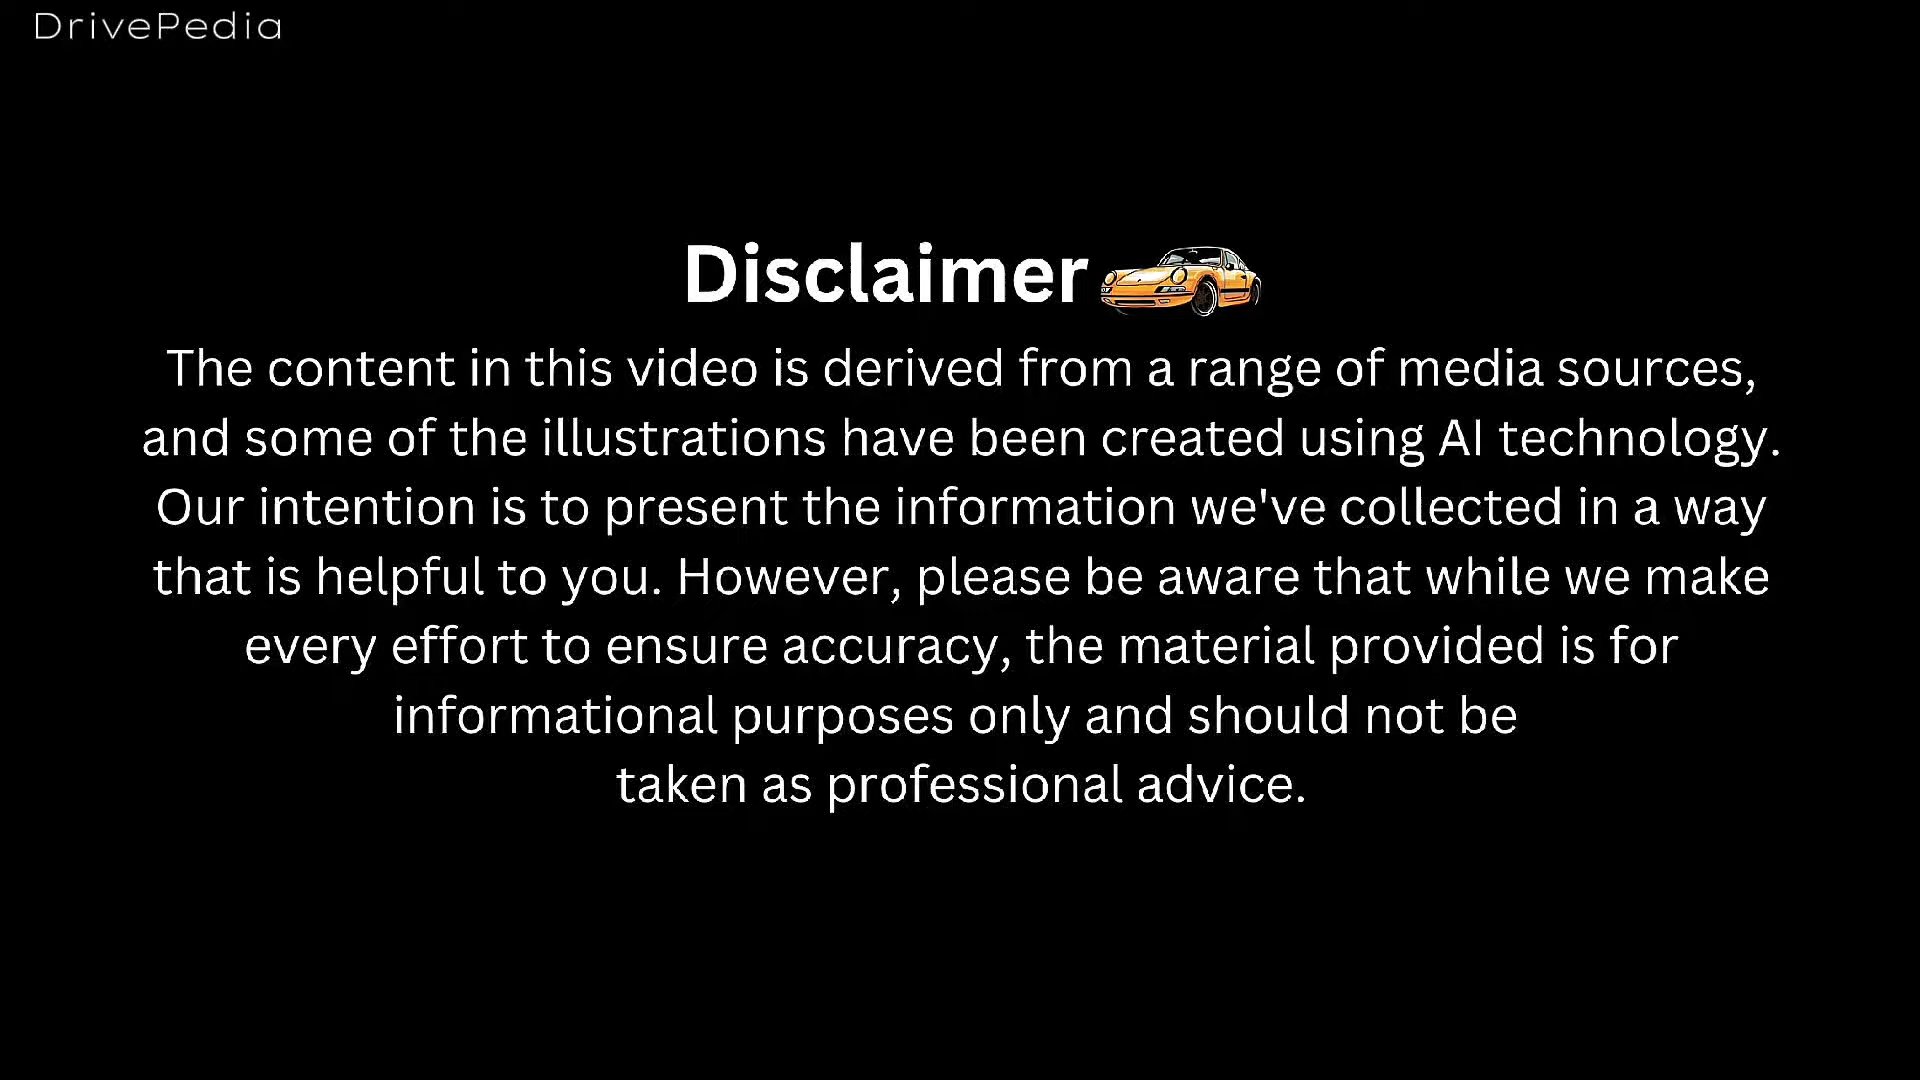 DrivePedia
Disclaimer
The content in this video is derived from a range of media sources,
and some of the illustrations have been created using AI technology.
Our intention is to present the information we've collected in a way
that is helpful to you. However, please be aware that while we make
every effort to ensure accuracy, the material provided is for
informational purposes only and should not be
taken as professional advice.